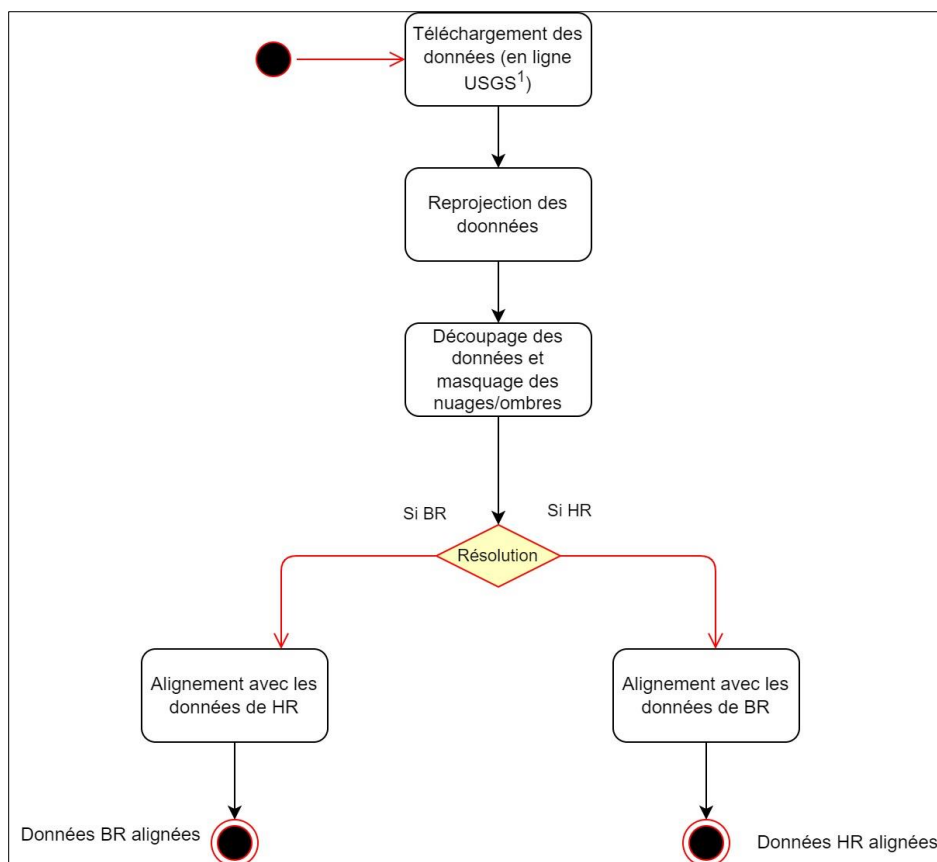 Téléchargement des
données (en ligne
USGS¹)
Reprojection des
doonnées
Découpage des
données et
masquage des
nuages/ombres
Si BR
Si HR
Résolution
Alignement avec les
données de HR
Alignement avec les
données de BR
Données BR alignées
Données HR alignées